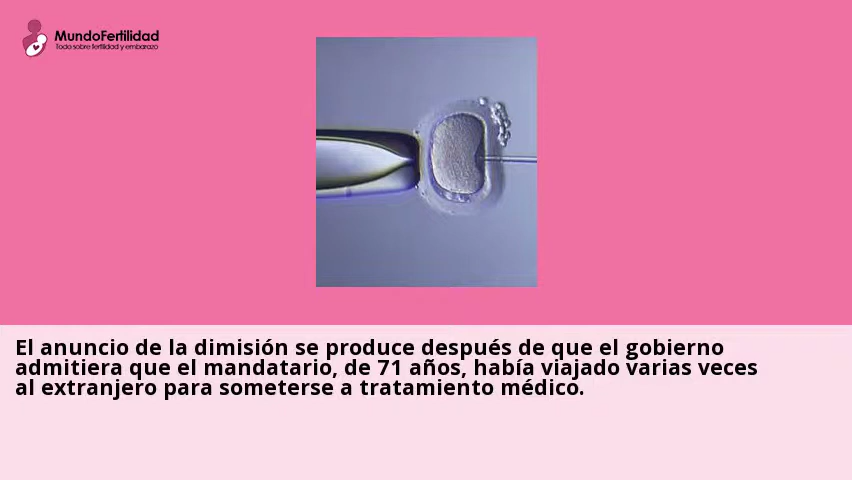 MundoFertilidad
Todo sobre fertilidad y embarazo
El anuncio de la dimisión se produce después de que el gobierno
admitiera que el mandatario, de 71 años, había viajado varias veces
al extranjero para someterse a tratamiento médico.